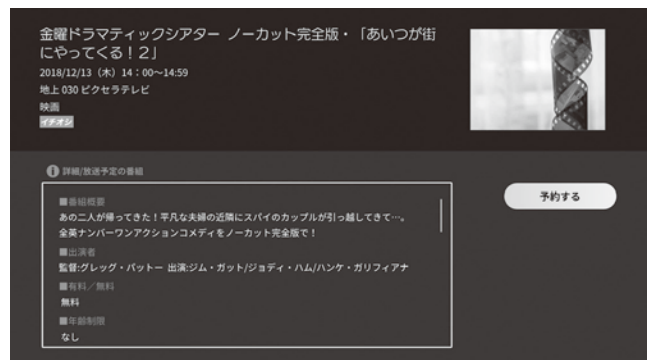 金曜ドラマティックシアター ノーカット完全版・「あいつが街
にやってくる！2」
2018/12/13（木）14：00～14:59
地上 030 ピクセラテレビ
映画
イチオシ
詳細/放送予定の番組
■番組概要
あの二人が帰ってきた！平凡な夫婦の近隣にスパイのカップルが引っ越してきて…。
全英ナンバーワンアクションコメディをノーカット完全版で！
■出演者
監督:グレッグ・パットー 出演:ジム・ガット/ジョディ・ハム/ハンケ・ガリフィアナ
■有料／無料
無料
■年齢制限
なし
予約する